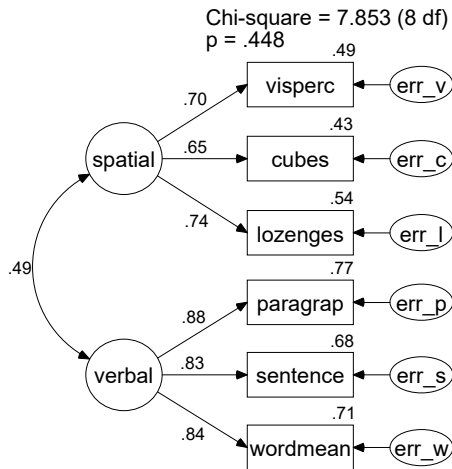 Chi-square = 7.853 (8 df)
p = .448
.49
visperc
err_v
.70
.43
spatial
.65
cubes
err_c
.54
.74
lozenges
err_l
.49
.77
paragrap
err_p
.88
.68
verbal
.83
sentence
err_s
.71
.84
wordmean
err_w